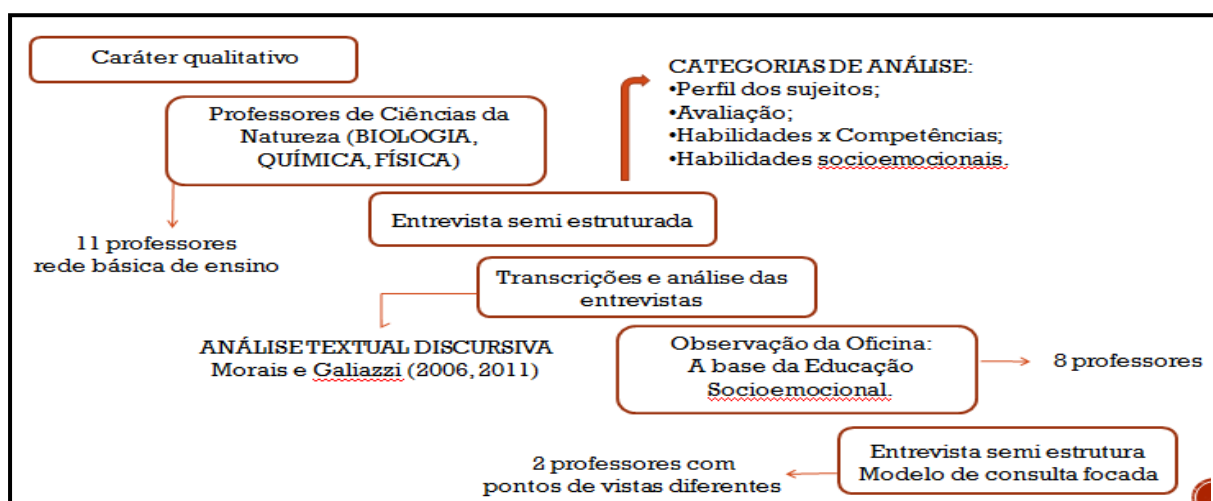 Caráter qualitativo
Professores de Ciências da
Natureza (BIOLOGIA,
QUÍMICA, FÍSICA)
11 professores
rede básica de ensino
CATEGORIAS DE ANÁLISE:
•Perfil dos sujeitos;
•Avaliação;
•Habilidades x Competências;
•Habilidades socioemocionais.
Entrevista semi estruturada
Transcrições e análise das
entrevistas
ANÁLISE TEXTUAL DISCURSIVA
Morais e Galiazzi (2006, 2011)
Observação da Oficina:
A base da Educação
Socioemocional.
8 professores
Entrevista semi estrutura
Modelo de consulta focada
2 professores com
pontos de vistas diferentes